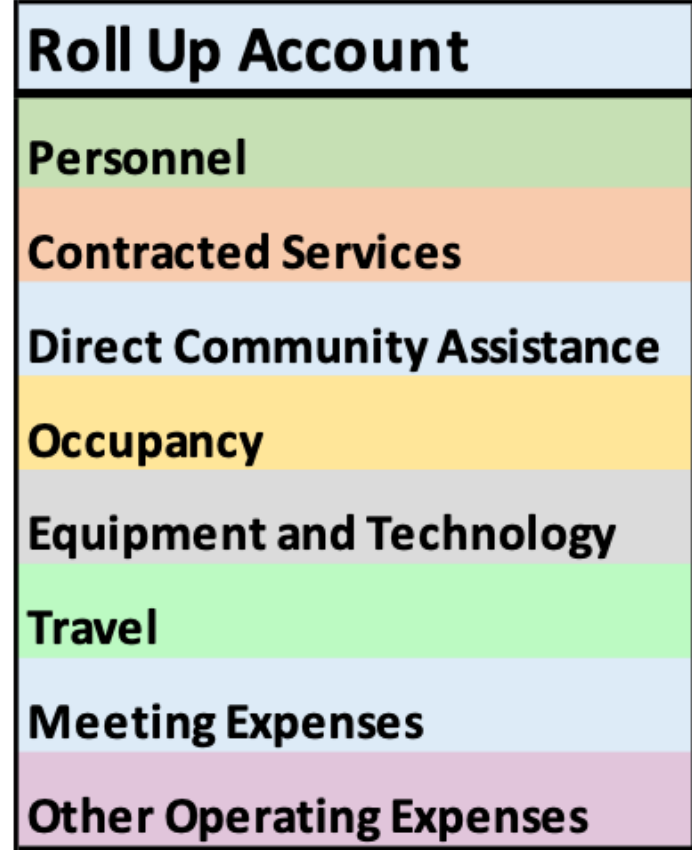 Roll Up Account
Personnel
Contracted Services
Direct Community Assistance
Occupancy
Equipment and Technology
Travel
Meeting Expenses
Other Operating Expenses